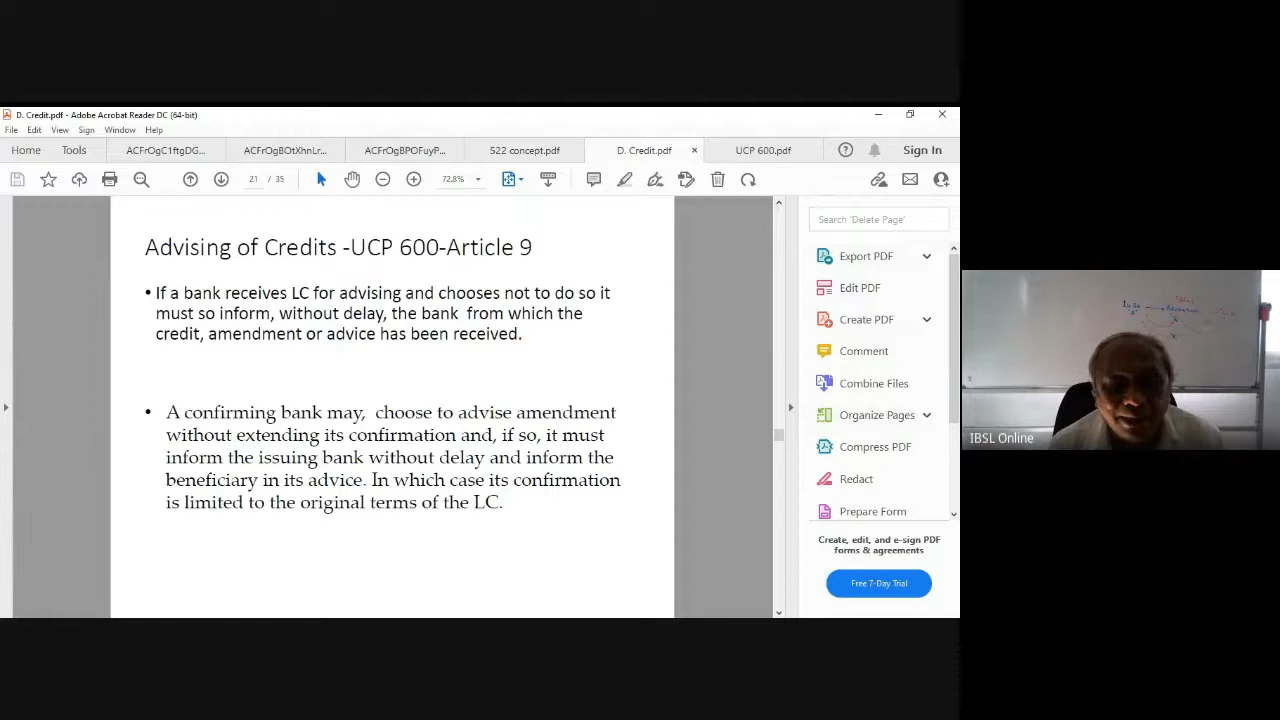 D. Credit.pdf - Adobe Acrobat Reader DC (64-bit)
File Edit View Sign Window Help
Home Tools ACFrOgC1ftgDG... ACFrOgBOtXhnLr... ACFrOgBPOFuyP... 522 concept.pdf D. Credit.pdf × UCP 600.pdf Sign In
21 / 35 72.8%
Advising of Credits -UCP 600-Article 9
• If a bank receives LC for advising and chooses not to do so it
must so inform, without delay, the bank from which the
credit, amendment or advice has been received.
• A confirming bank may, choose to advise amendment
without extending its confirmation and, if so, it must
inform the issuing bank without delay and inform the
beneficiary in its advice. In which case its confirmation
is limited to the original terms of the LC.
Search 'Delete Page'
Export PDF
Edit PDF
Create PDF
Comment
Combine Files
Organize Pages
Compress PDF
Redact
Prepare Form
Create, edit, and e-sign PDF
forms & agreements
Free 7-Day Trial
IBSL Online